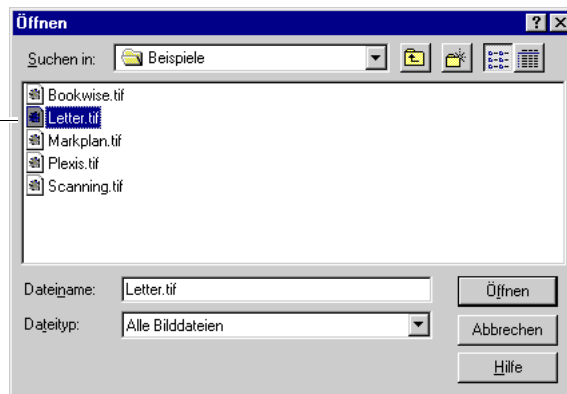 Öffnen
Suchen in: Beispiele
Bookwise.tif
Letter.tif
Markplan.tif
Plexis.tif
Scanning.tif
Dateiname: Letter.tif Öffnen
Dateityp: Alle Bilddateien Abbrechen
Hilfe